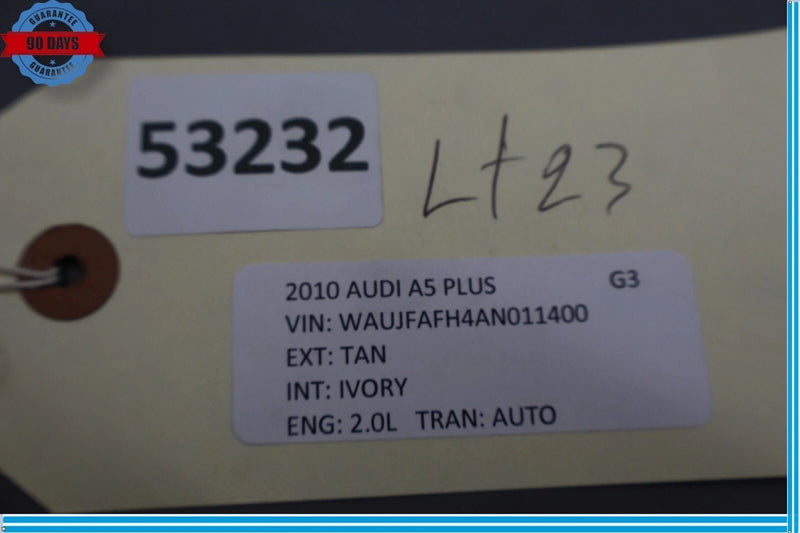 GUARANTEE
90 DAYS
GUARANTEE
53232
Lt 23
2010 AUDI A5 PLUS G3
VIN: WAUJFAFH4AN011400
EXT: TAN
INT: IVORY
ENG: 2.0L TRAN: AUTO